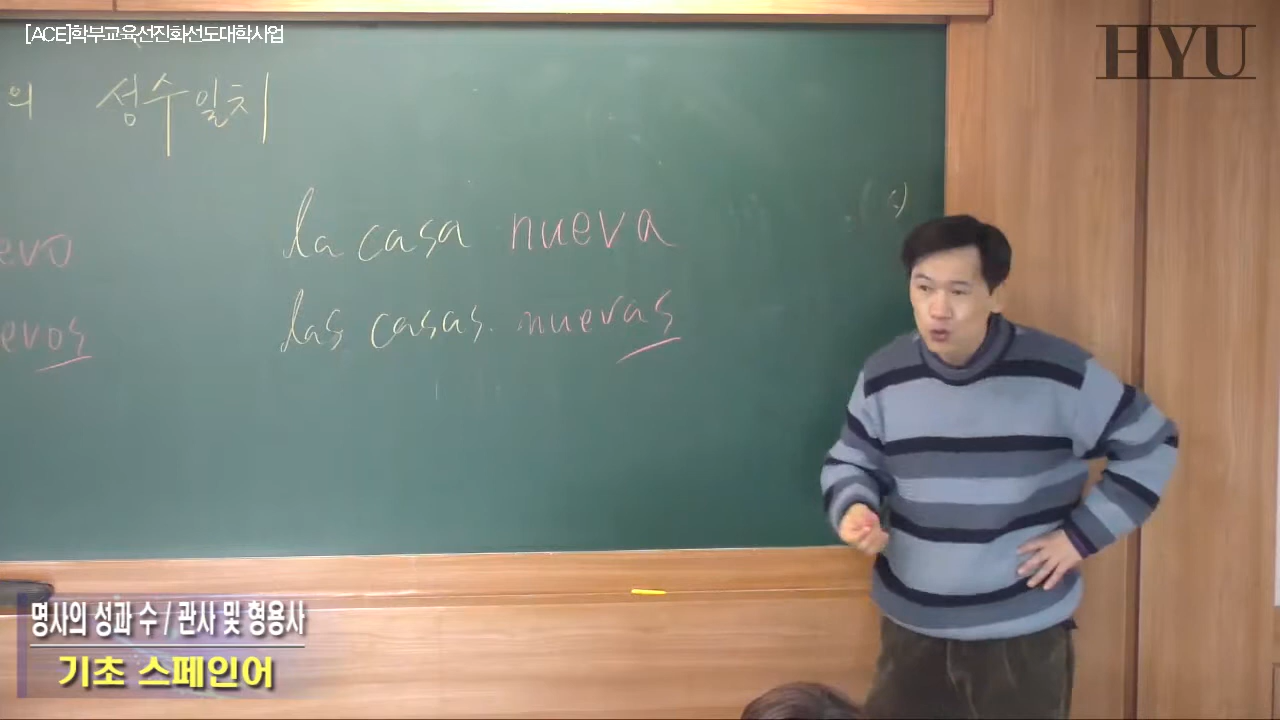 [ACE]학부교육선진화선도대학사업
HYU
의 성수일치
evo
la casa nueva
evos
las casas nuevas
명사의 성과 수 / 관사 및 형용사
기초 스페인어